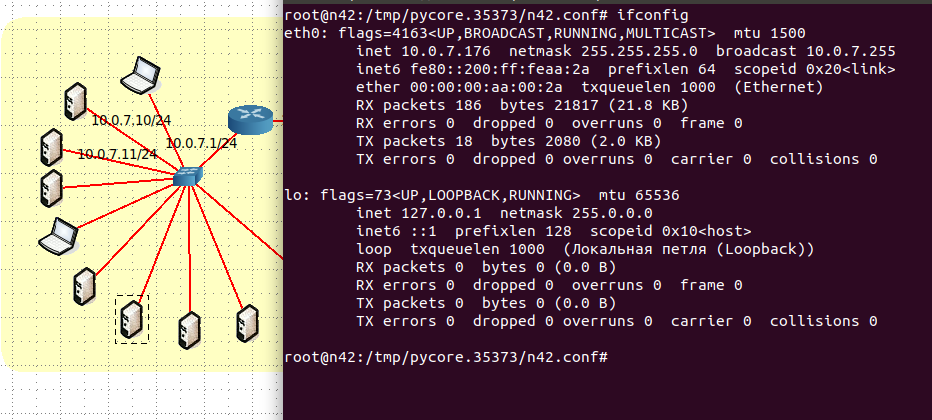 10.0.7.10/24
10.0.7.1/24
10.0.7.11/24
root@n42:/tmp/pycore.35373/n42.conf# ifconfig
eth0: flags=4163<UP,BROADCAST,RUNNING,MULTICAST>  mtu 1500
        inet 10.0.7.176  netmask 255.255.255.0  broadcast 10.0.7.255
        inet6 fe80::200:ff:feaa:2a  prefixlen 64  scopeid 0x20<link>
        ether 00:00:00:aa:00:2a  txqueuelen 1000  (Ethernet)
        RX packets 186  bytes 21817 (21.8 KB)
        RX errors 0  dropped 0  overruns 0  frame 0
        TX packets 18  bytes 2080 (2.0 KB)
        TX errors 0  dropped 0 overruns 0  carrier 0  collisions 0
lo: flags=73<UP,LOOPBACK,RUNNING>  mtu 65536
        inet 127.0.0.1  netmask 255.0.0.0
        inet6 ::1  prefixlen 128  scopeid 0x10<host>
        loop  txqueuelen 1000  (Локальная петля (Loopback))
        RX packets 0  bytes 0 (0.0 B)
        RX errors 0  dropped 0  overruns 0  frame 0
        TX packets 0  bytes 0 (0.0 B)
        TX errors 0  dropped 0 overruns 0  carrier 0  collisions 0
root@n42:/tmp/pycore.35373/n42.conf#